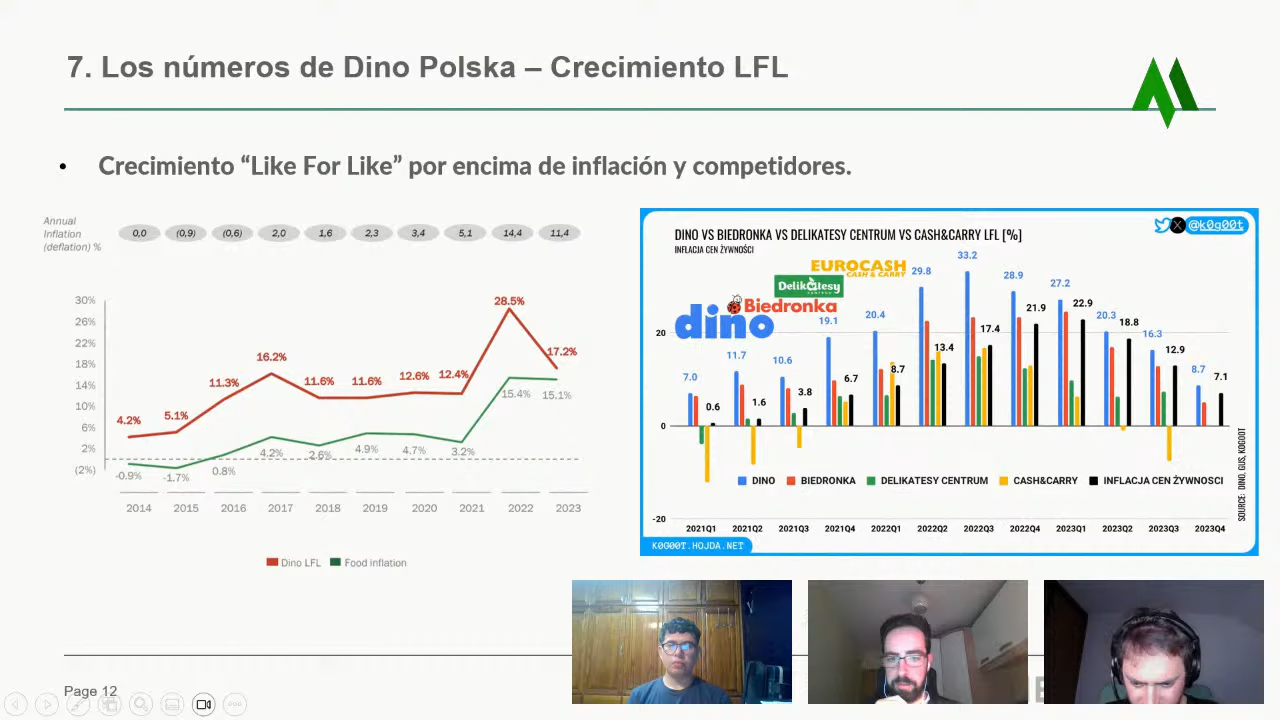 7. Los números de Dino Polska – Crecimiento LFL
• Crecimiento “Like For Like” por encima de inflación y competidores.
Annual
Inflation
(deflation) %
0,0 (0,9) (0,6) 2,0 1,6 2,3 3,4 5,1 14,4 11,4
30%
26%
22%
18%
14%
10%
6%
2%
(2%)
4.2% 5.1% 11.3% 16.2% 11.6% 11.6% 12.6% 12.4% 28.5% 17.2%
-0.9% -1.7% 0.8% 4.2% 2.6% 4.9% 4.7% 3.2% 15.4% 15.1%
2014 2015 2016 2017 2018 2019 2020 2021 2022 2023
Dino LFL Food inflation
DINO VS BIEDRONKA VS DELIKATESY CENTRUM VS CASH&CARRY LFL [%]
INFLACJA CEN ŻYWNOŚCI
@k0g00t
EUROCASH
CASH & CARRY
Delikatesy
CENTRUM
Biedronka
dino
20
0
-20
7.0 11.7 10.6 19.1 20.4 29.8 33.2 28.9 27.2 20.3 16.3 8.7
0.6 1.6 3.8 6.7 8.7 13.4 17.4 21.9 22.9 18.8 12.9 7.1
DINO BIEDRONKA DELIKATESY CENTRUM CASH&CARRY INFLACJA CEN ŻYWNOSCI
2021Q1 2021Q2 2021Q3 2021Q4 2022Q1 2022Q2 2022Q3 2022Q4 2023Q1 2023Q2 2023Q3 2023Q4
SOURCE: DINO, GUS, K0G00T
K0G00T.HOJDA.NET
Page 12